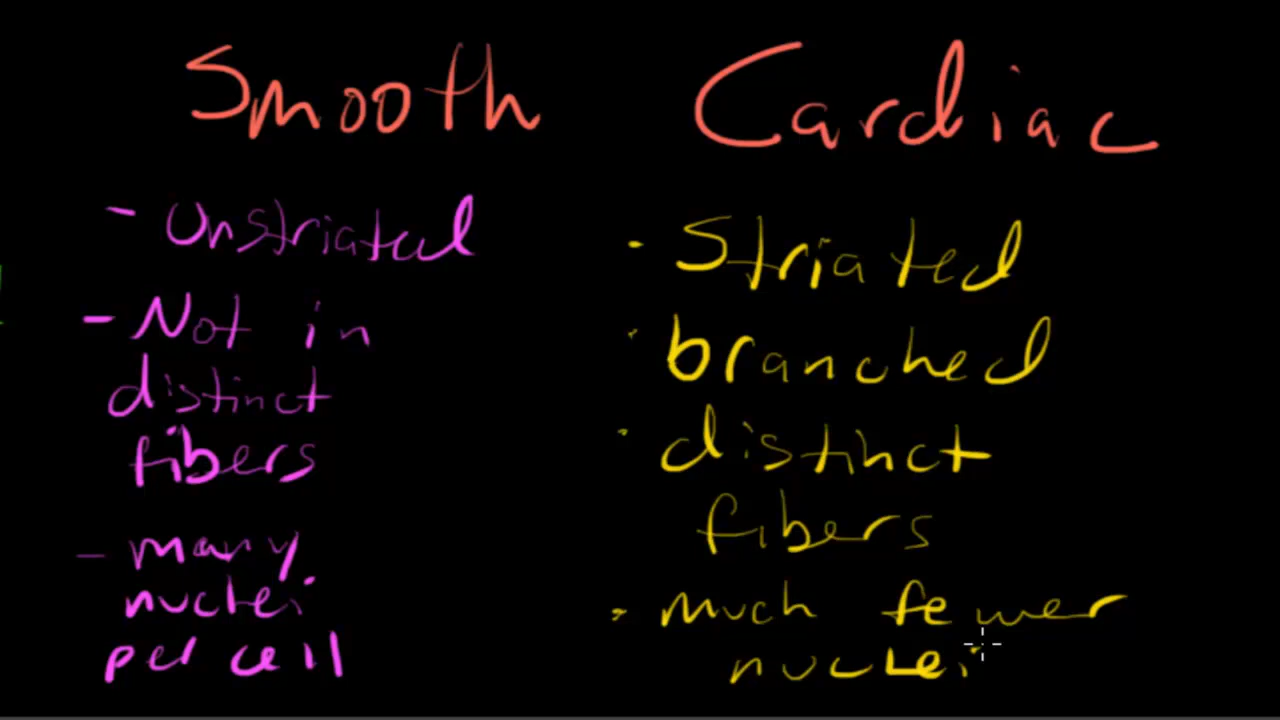 Smooth
- Unstriated
- Not in
distinct
fibers
- many
nuclei
per cell
Cardiac
· Striated
· branched
· distinct
fibers
· much fewer
nuclei